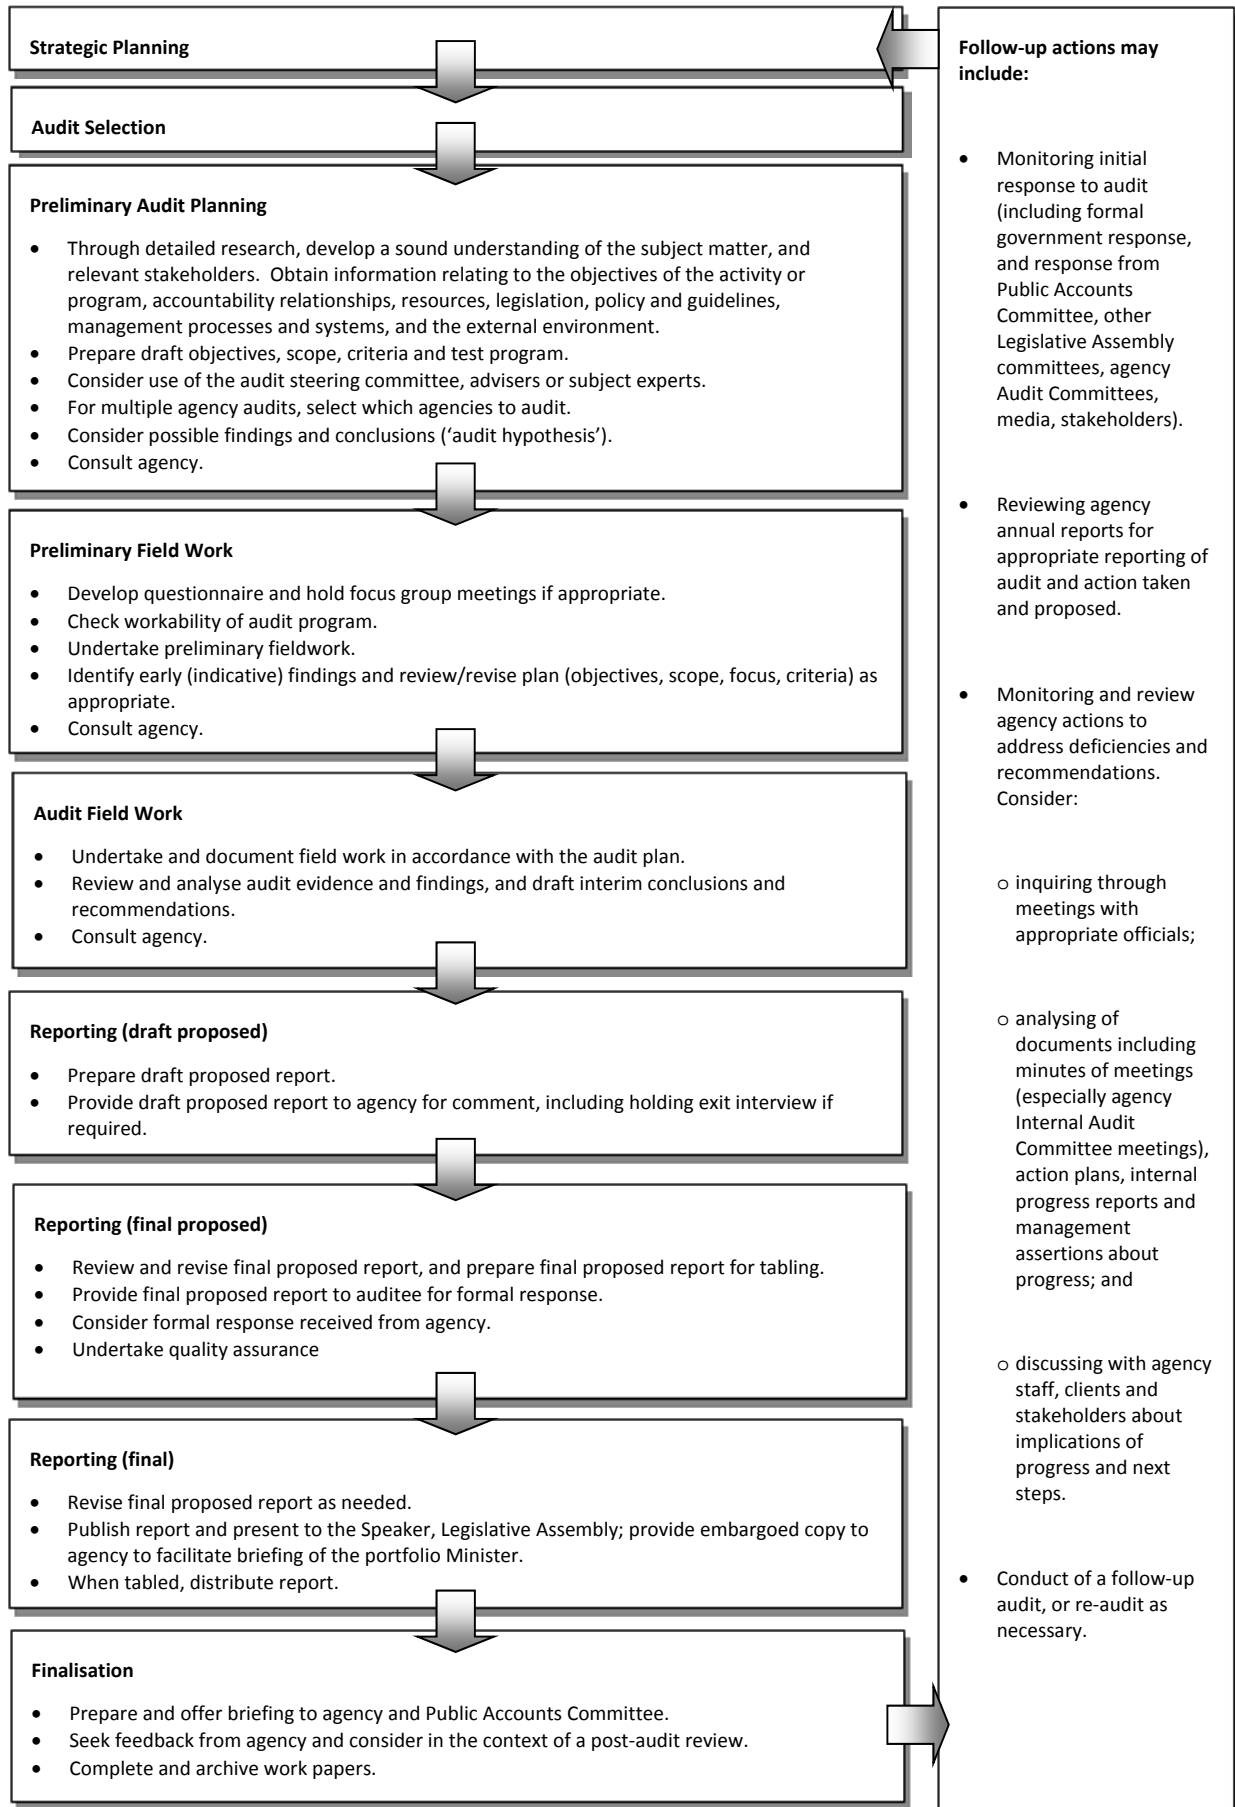 Strategic Planning
Audit Selection
Preliminary Audit Planning
• Through detailed research, develop a sound understanding of the subject matter, and
relevant stakeholders.  Obtain information relating to the objectives of the activity or
program, accountability relationships, resources, legislation, policy and guidelines,
management processes and systems, and the external environment.
• Prepare draft objectives, scope, criteria and test program.
• Consider use of the audit steering committee, advisers or subject experts.
• For multiple agency audits, select which agencies to audit.
• Consider possible findings and conclusions (‘audit hypothesis’).
• Consult agency.
Preliminary Field Work
• Develop questionnaire and hold focus group meetings if appropriate.
• Check workability of audit program.
• Undertake preliminary fieldwork.
• Identify early (indicative) findings and review/revise plan (objectives, scope, focus, criteria) as
appropriate.
• Consult agency.
Audit Field Work
• Undertake and document field work in accordance with the audit plan.
• Review and analyse audit evidence and findings, and draft interim conclusions and
recommendations.
• Consult agency.
Reporting (draft proposed)
• Prepare draft proposed report.
• Provide draft proposed report to agency for comment, including holding exit interview if
required.
Reporting (final proposed)
• Review and revise final proposed report, and prepare final proposed report for tabling.
• Provide final proposed report to auditee for formal response.
• Consider formal response received from agency.
• Undertake quality assurance
Reporting (final)
• Revise final proposed report as needed.
• Publish report and present to the Speaker, Legislative Assembly; provide embargoed copy to
agency to facilitate briefing of the portfolio Minister.
• When tabled, distribute report.
Finalisation
• Prepare and offer briefing to agency and Public Accounts Committee.
• Seek feedback from agency and consider in the context of a post-audit review.
• Complete and archive work papers.
Follow-up actions may
include:
• Monitoring initial
response to audit
(including formal
government response,
and response from
Public Accounts
Committee, other
Legislative Assembly
committees, agency
Audit Committees,
media, stakeholders).
• Reviewing agency
annual reports for
appropriate reporting of
audit and action taken
and proposed.
• Monitoring and review
agency actions to
address deficiencies and
recommendations.
Consider:
o inquiring through
meetings with
appropriate officials;
o analysing of
documents including
minutes of meetings
(especially agency
Internal Audit
Committee meetings),
action plans, internal
progress reports and
management
assertions about
progress; and
o discussing with agency
staff, clients and
stakeholders about
implications of
progress and next
steps.
• Conduct of a follow-up
audit, or re-audit as
necessary.